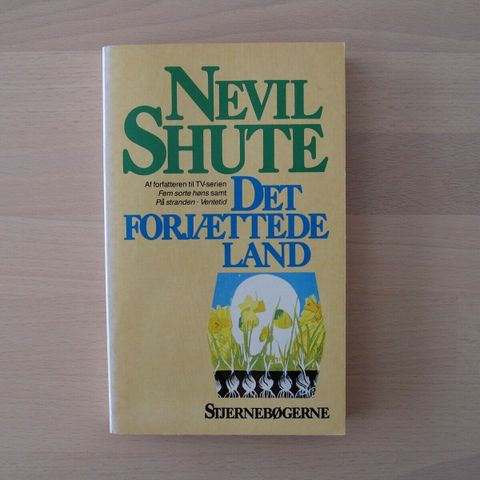 NEVIL
SHUTE
Af forfatteren til TV-serien
Fem sorte høns samt
På stranden · Ventetid
DET
FORJÆTTEDE
LAND
STJERNEBØGERNE